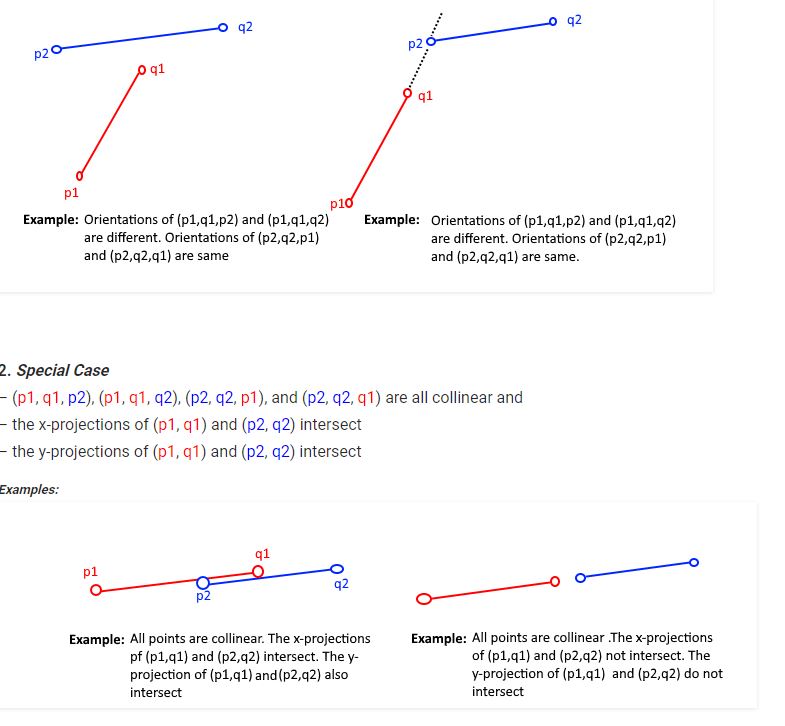 q2
p2
q1
p1
q2
p2
q1
p1
Example: Orientations of (p1,q1,p2) and (p1,q1,q2)
are different. Orientations of (p2,q2,p1)
and (p2,q2,q1) are same
Example: Orientations of (p1,q1,p2) and (p1,q1,q2)
are different. Orientations of (p2,q2,p1)
and (p2,q2,q1) are same.
2. Special Case
– (p1, q1, p2), (p1, q1, q2), (p2, q2, p1), and (p2, q2, q1) are all collinear and
– the x-projections of (p1, q1) and (p2, q2) intersect
– the y-projections of (p1, q1) and (p2, q2) intersect
Examples:
p1
q1
p2
q2
Example: All points are collinear. The x-projections
pf (p1,q1) and (p2,q2) intersect. The y-
projection of (p1,q1) and (p2,q2) also
intersect
Example: All points are collinear .The x-projections
of (p1,q1) and (p2,q2) not intersect. The
y-projection of (p1,q1) and (p2,q2) do not
intersect